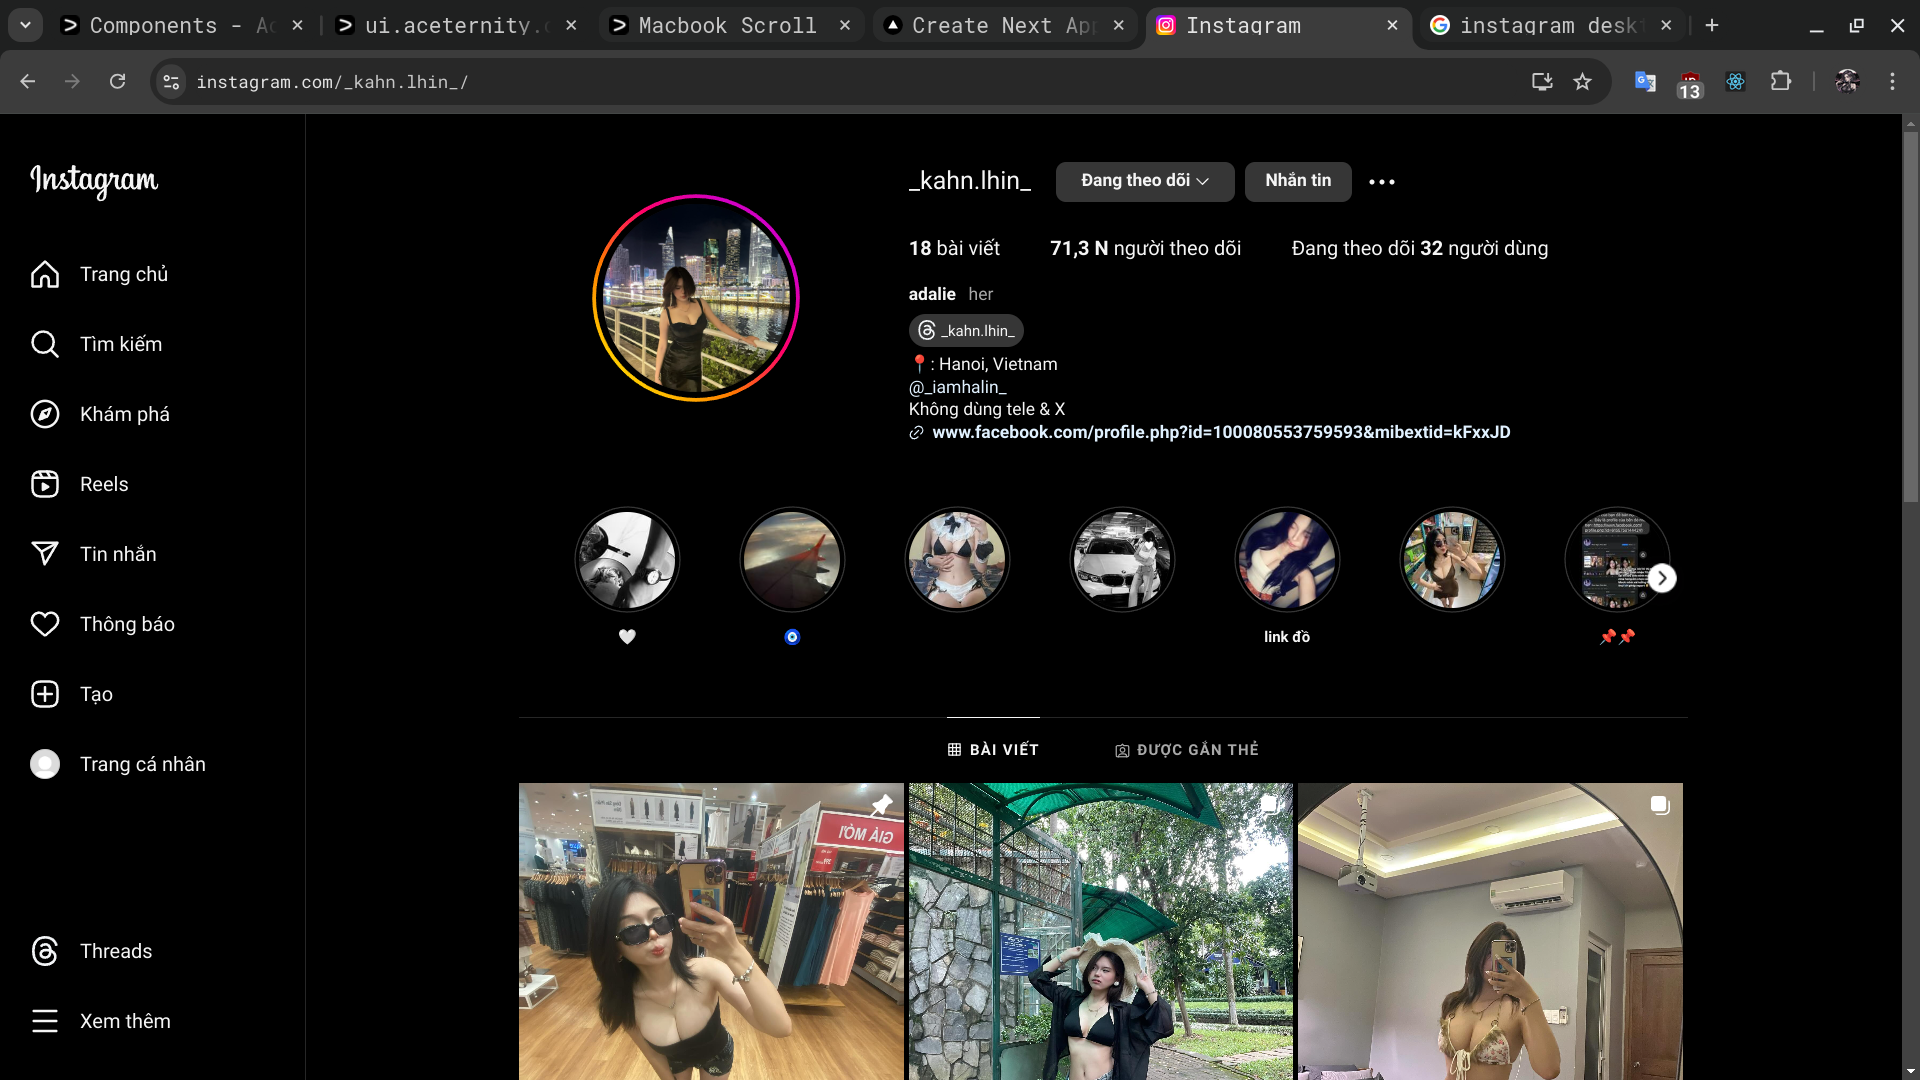 Components - Ac
ui.aceternity.c
Macbook Scroll
Create Next App
Instagram
instagram deskt
instagram.com/_kahn.lhin_/
13
Instagram
Trang chủ
Tìm kiếm
Khám phá
Reels
Tin nhắn
Thông báo
Tạo
Trang cá nhân
Threads
Xem thêm
_kahn.lhin_
Đang theo dõi
Nhắn tin
18 bài viết
71,3 N người theo dõi
Đang theo dõi 32 người dùng
adalie her
_kahn.lhin_
📍: Hanoi, Vietnam
@_iamhalin_
Không dùng tele & X
www.facebook.com/profile.php?id=100080553759593&mibextid=kFxxJD
🤍
🧿
link đồ
📌📌
BÀI VIẾT
ĐƯỢC GẮN THẺ
GIÁ MỚI